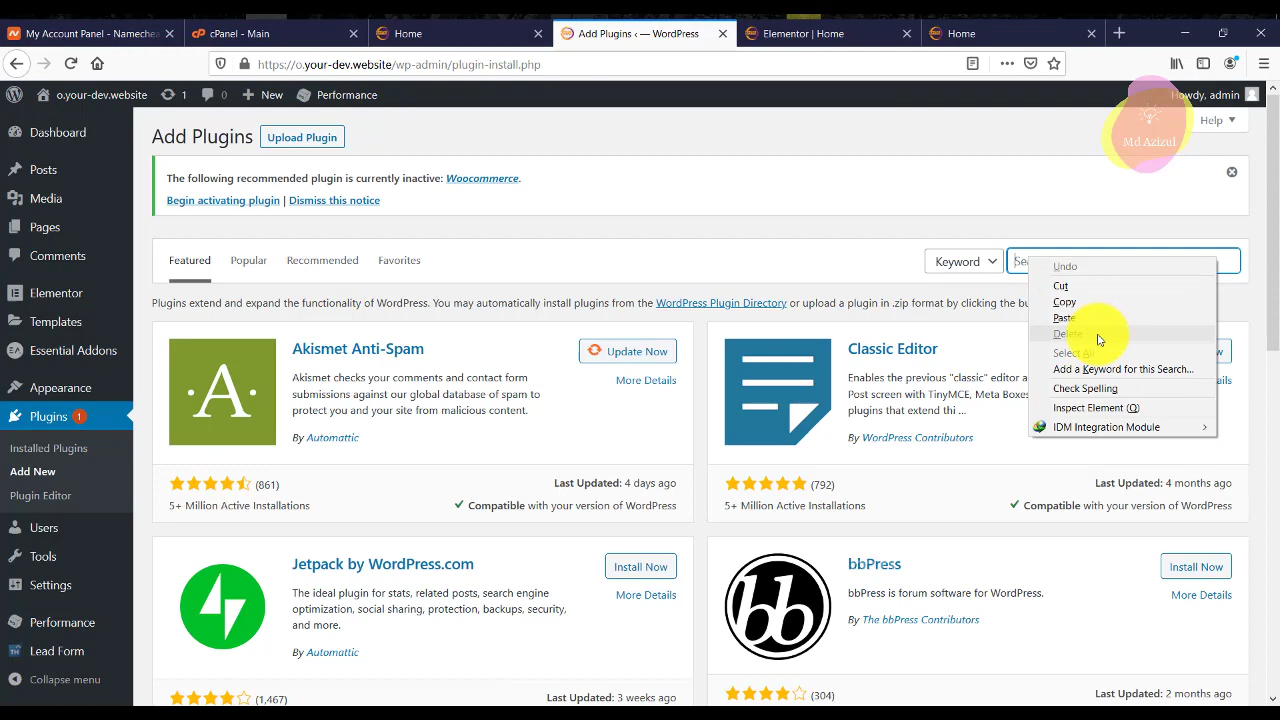 My Account Panel - Namechea
cPanel - Main
Home
Add Plugins ‹ — WordPress
Elementor | Home
Home
https://o.your-dev.website/wp-admin/plugin-install.php
o.your-dev.website
1
0
New
Performance
Howdy, admin
Md Azizul
Help
Dashboard
Posts
Media
Pages
Comments
Elementor
Templates
Essential Addons
Appearance
Plugins 1
Installed Plugins
Add New
Plugin Editor
Users
Tools
Settings
Performance
Lead Form
Collapse menu
Add Plugins
Upload Plugin
The following recommended plugin is currently inactive: Woocommerce.
Begin activating plugin | Dismiss this notice
Featured
Popular
Recommended
Favorites
Keyword
Undo
Cut
Copy
Paste
Delete
Select All
Add a Keyword for this Search...
Check Spelling
Inspect Element (Q)
IDM Integration Module
Plugins extend and expand the functionality of WordPress. You may automatically install plugins from the WordPress Plugin Directory or upload a plugin in .zip format by clicking the bu
A
Akismet Anti-Spam
Update Now
More Details
Akismet checks your comments and contact form
submissions against our global database of spam to
protect you and your site from malicious content.
By Automattic
(861)
Last Updated: 4 days ago
5+ Million Active Installations
Compatible with your version of WordPress
Classic Editor
Enables the previous "classic" editor a
Post screen with TinyMCE, Meta Boxes
plugins that extend thi ...
By WordPress Contributors
(792)
Last Updated: 4 months ago
5+ Million Active Installations
Compatible with your version of WordPress
Jetpack by WordPress.com
Install Now
More Details
The ideal plugin for stats, related posts, search engine
optimization, social sharing, protection, backups, security,
and more.
By Automattic
(1,467)
Last Updated: 3 weeks ago
bb
bbPress
Install Now
More Details
bbPress is forum software for WordPress.
By The bbPress Contributors
(304)
Last Updated: 2 months ago